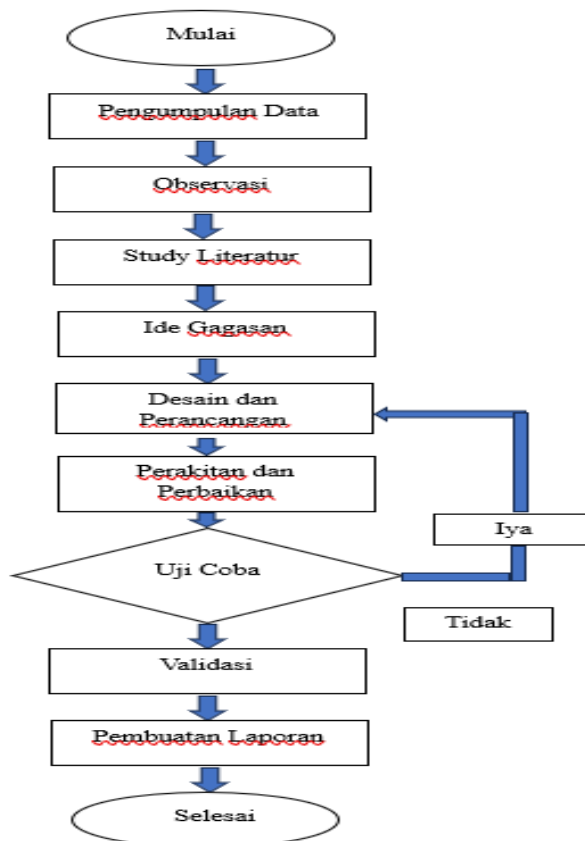 Mulai
Pengumpulan Data
Observasi
Study Literatur
Ide Gagasan
Desain dan
Perancangan
Perakitan dan
Perbaikan
Iya
Uji Coba
Tidak
Validasi
Pembuatan Laporan
Selesai